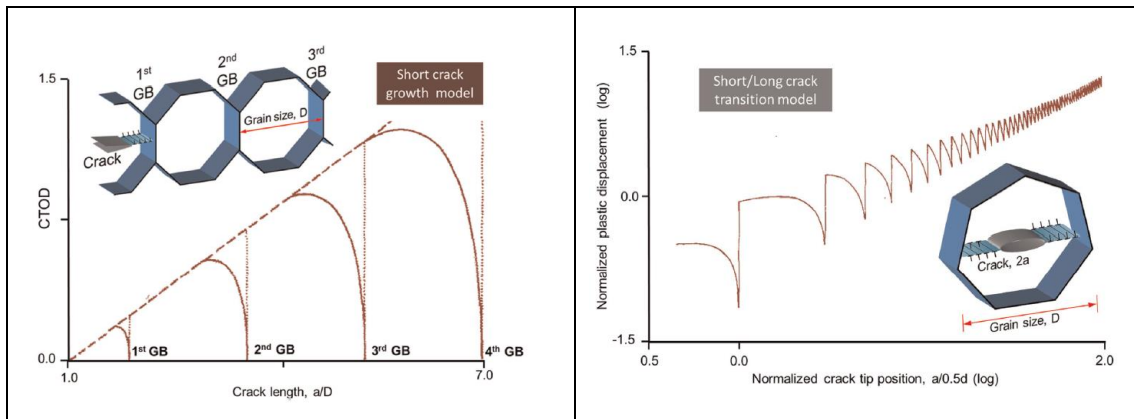 1.5
CTOD
0.0
1st
GB
2nd
GB
3rd
GB
Short crack
growth model
Grain size, D
Crack
1st GB
2nd GB
3rd GB
4th GB
1.0
7.0
Crack length, a/D
1.5
Normalized plastic displacement (log)
0.0
-1.5
Short/Long crack
transition model
Crack, 2a
Grain size, D
0.5
0.0
2.0
Normalized crack tip position, a/0.5d (log)